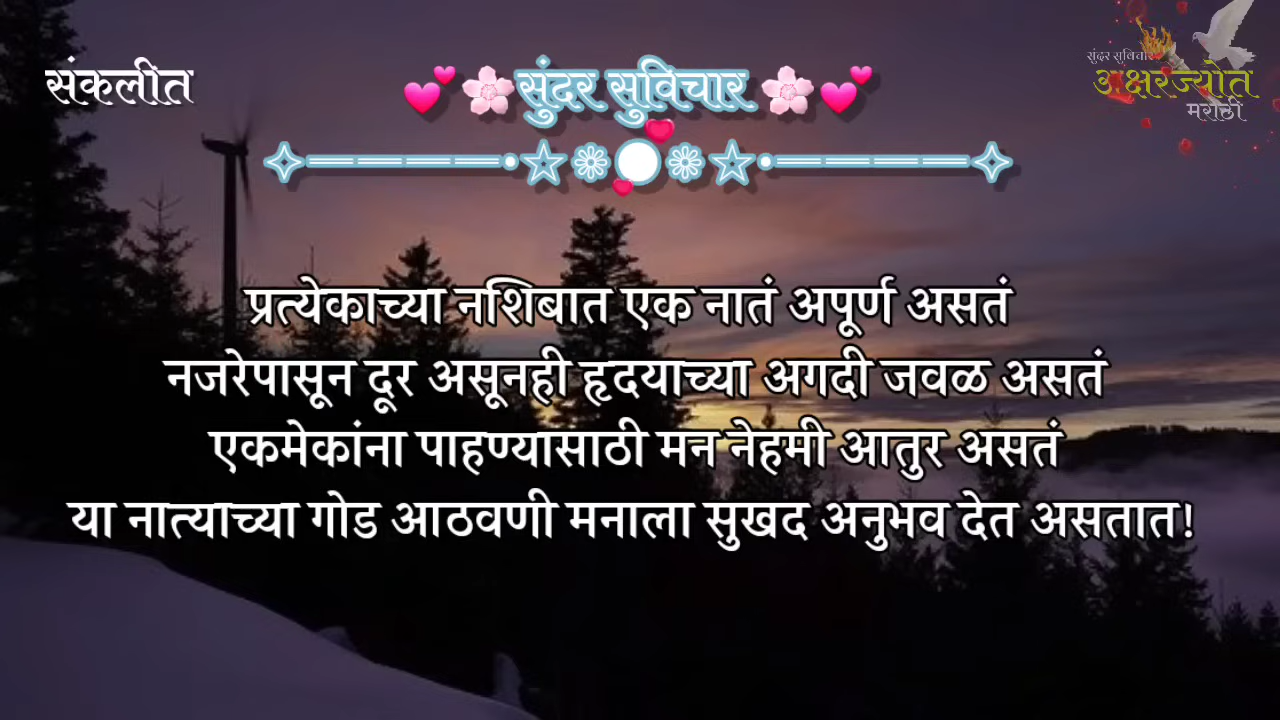 संकलीत
💕🌸सुंदर सुविचार🌸💕
सुंदर सुविचार
अक्षरज्योत
मराठी
प्रत्येकाच्या नशिबात एक नातं अपूर्ण असतं
नजरेपासून दूर असूनही हृदयाच्या अगदी जवळ असतं
एकमेकांना पाहण्यासाठी मन नेहमी आतुर असतं
या नात्याच्या गोड आठवणी मनाला सुखद अनुभव देत असतात!